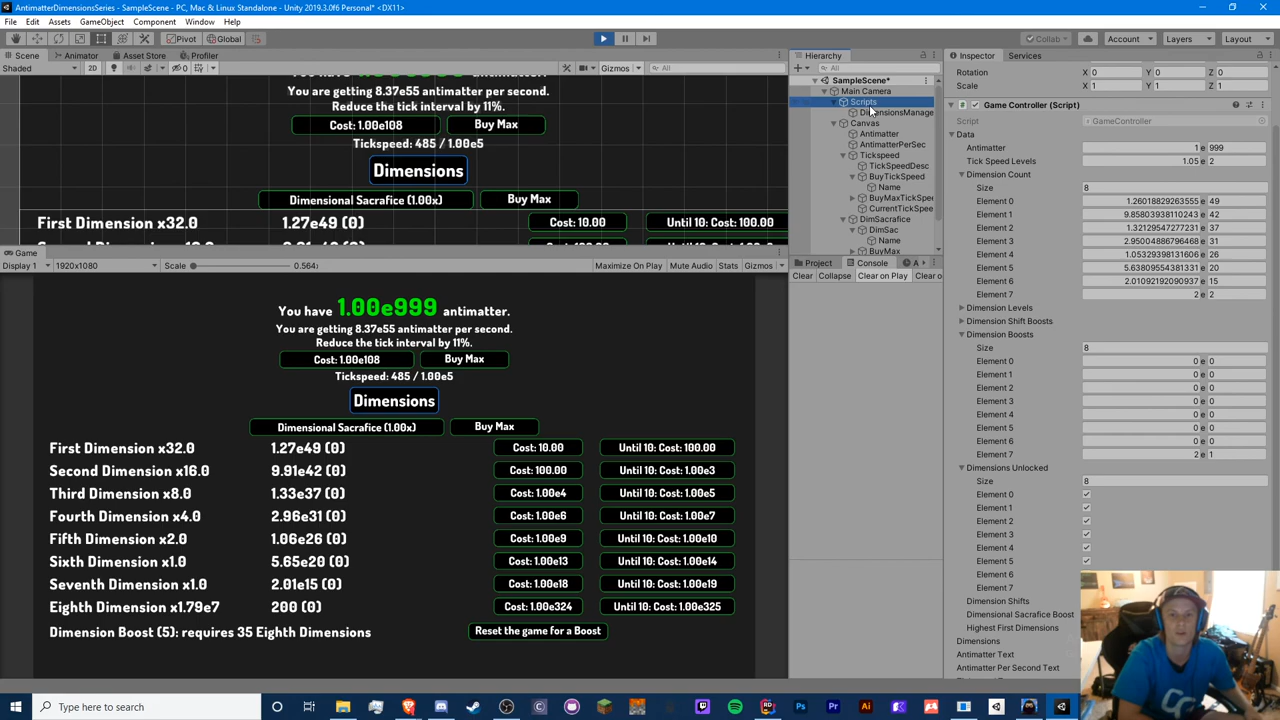 AntimatterDimensionsSeries - SampleScene - PC, Mac & Linux Standalone - Unity 2019.3.0f6 Personal* <DX11>
File Edit Assets GameObject Component Window Help
Pivot Global Collab Account Layers Layout
Scene Animator Asset Store Profiler
Shaded 2D 0 Gizmos All
You are getting 8.37e55 antimatter per second.
Reduce the tick interval by 11%.
Cost: 1.00e108 Buy Max
Tickspeed: 485 / 1.00e5
Dimensions
Dimensional Sacrafice (1.00x) Buy Max
First Dimension x32.0 1.27e49 (0) Cost: 10.00 Until 10: Cost: 100.00
Game
Display 1 1920x1080 Scale 0.564x Maximize On Play Mute Audio Stats Gizmos
You have 1.00e999 antimatter.
You are getting 8.37e55 antimatter per second.
Reduce the tick interval by 11%.
Cost: 1.00e108 Buy Max
Tickspeed: 485 / 1.00e5
Dimensions
Dimensional Sacrafice (1.00x) Buy Max
First Dimension x32.0 1.27e49 (0) Cost: 10.00 Until 10: Cost: 100.00
Second Dimension x16.0 9.91e42 (0) Cost: 100.00 Until 10: Cost: 1.00e3
Third Dimension x8.0 1.33e37 (0) Cost: 1.00e4 Until 10: Cost: 1.00e5
Fourth Dimension x4.0 2.96e31 (0) Cost: 1.00e6 Until 10: Cost: 1.00e7
Fifth Dimension x2.0 1.06e26 (0) Cost: 1.00e9 Until 10: Cost: 1.00e10
Sixth Dimension x1.0 5.65e20 (0) Cost: 1.00e13 Until 10: Cost: 1.00e14
Seventh Dimension x1.0 2.01e15 (0) Cost: 1.00e18 Until 10: Cost: 1.00e19
Eighth Dimension x1.79e7 200 (0) Cost: 1.00e324 Until 10: Cost: 1.00e325
Dimension Boost (5): requires 35 Eighth Dimensions Reset the game for a Boost
Hierarchy
All
SampleScene*
Main Camera
Scripts
DimensionsManage
Canvas
Antimatter
AntimatterPerSec
Tickspeed
TickSpeedDesc
BuyTickSpeed
Name
BuyMaxTickSpee
CurrentTickSpee
DimSacrafice
DimSac
Name
BuyMax
Project Console A
Clear Collapse Clear on Play Clear o
Inspector Services
Rotation X 0 Y 0 Z 0
Scale X 1 Y 1 Z 1
Game Controller (Script)
Script GameController
Data
Antimatter 1 e 999
Tick Speed Levels 1.05 e 2
Dimension Count
Size 8
Element 0 1.26018829263555 e 49
Element 1 9.85803938110243 e 42
Element 2 1.32129547277231 e 37
Element 3 2.95004886796468 e 31
Element 4 1.05329315968104 e 26
Element 5 5.63809554381331 e 20
Element 6 2.01092192090937 e 15
Element 7 2 e 2
Dimension Levels
Dimension Shift Boosts
Dimension Boosts
Size 8
Element 0 0 e 0
Element 1 0 e 0
Element 2 0 e 0
Element 3 0 e 0
Element 4 0 e 0
Element 5 0 e 0
Element 6 0 e 0
Element 7 2 e 1
Dimensions Unlocked
Size 8
Element 0
Element 1
Element 2
Element 3
Element 4
Element 5
Element 6
Element 7
Dimension Shifts
Dimensional Sacrafice Boost
Highest First Dimensions
Dimensions
Antimatter Text
Antimatter Per Second Text
Type here to search